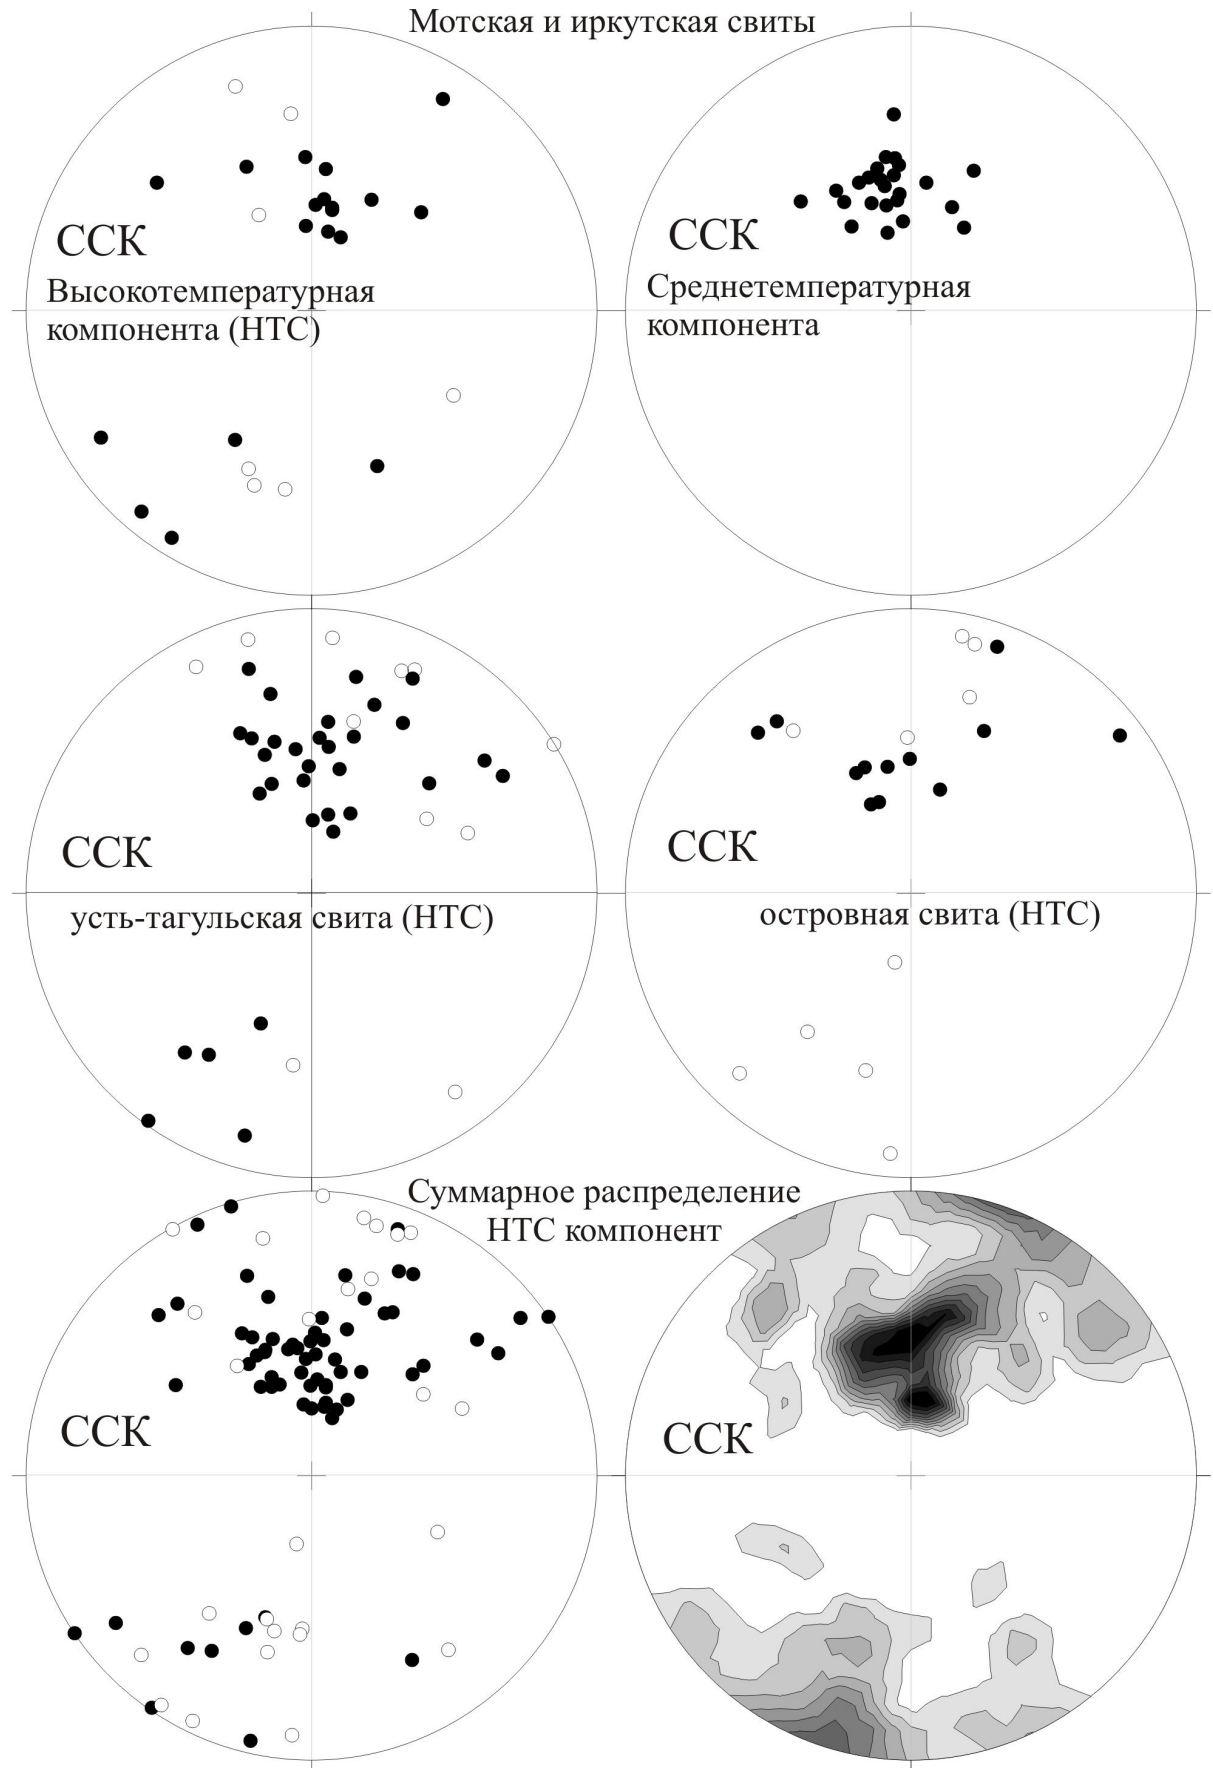 Мотская и иркутская свиты
ССК
Высокотемпературная
компонента (НТС)
ССК
Среднетемпературная
компонента
ССК
усть-тагульская свита (НТС)
ССК
островная свита (НТС)
Суммарное распределение
НТС компонент
ССК
ССК